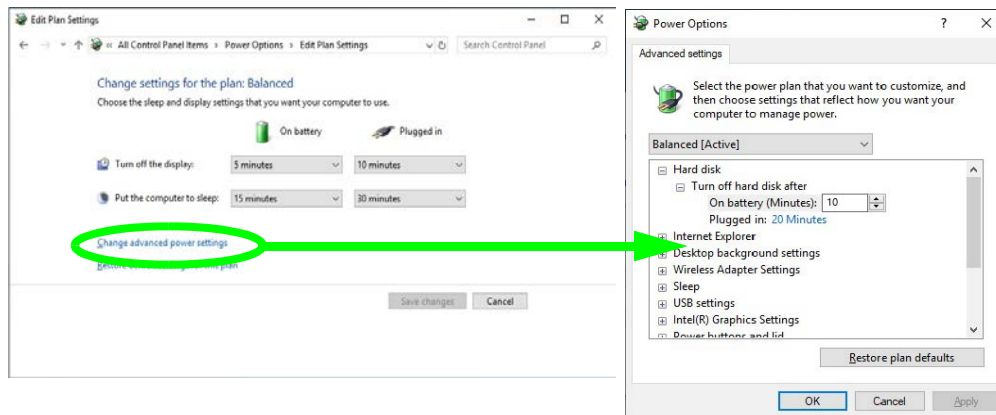 Edit Plan Settings
« All Control Panel Items › Power Options › Edit Plan Settings
Search Control Panel
Change settings for the plan: Balanced
Choose the sleep and display settings that you want your computer to use.
On battery
Plugged in
Turn off the display:
5 minutes
10 minutes
Put the computer to sleep:
15 minutes
30 minutes
Change advanced power settings
plan
Save changes
Cancel
Power Options
?
Advanced settings
Select the power plan that you want to customize, and
then choose settings that reflect how you want your
computer to manage power.
Balanced [Active]
Hard disk
Turn off hard disk after
On battery (Minutes): 10
Plugged in: 20 Minutes
Internet Explorer
Desktop background settings
Wireless Adapter Settings
Sleep
USB settings
Intel(R) Graphics Settings
Power buttons and lid
Restore plan defaults
OK
Cancel
Apply